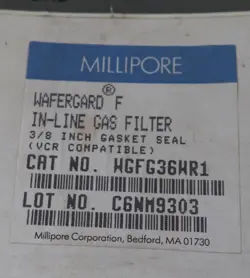 MILLIPORE
WAFERGARD® F
IN-LINE GAS FILTER
3/8 INCH GASKET SEAL
(VCR COMPATIBLE)
CAT NO. WGFG36WR1
LOT NO. C6NM9303
Millipore Corporation, Bedford, MA 01730